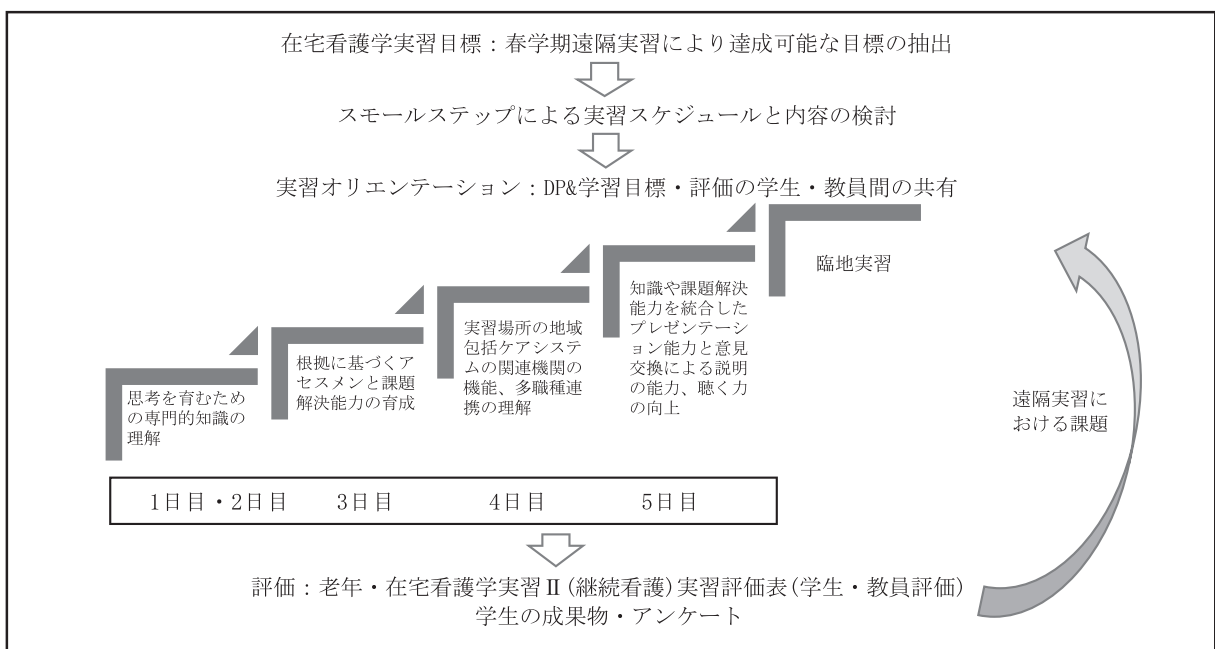 在宅看護学実習目標：春学期遠隔実習により達成可能な目標の抽出
スモールステップによる実習スケジュールと内容の検討
実習オリエンテーション：DP&学習目標・評価の学生・教員間の共有
思考を育むため
の専門的知識の
理解
根拠に基づくア
セスメンと課題
解決能力の育成
実習場所の地域
包括ケアシステ
ムの関連機関の
機能、多職種連
携の理解
知識や課題解決
能力を統合した
プレゼンテーシ
ョン能力と意見
交換による説明
の能力、聴く力
の向上
臨地実習
遠隔実習に
おける課題
1日目・2日目
3日目
4日目
5日目
評価：老年・在宅看護学実習Ⅱ(継続看護)実習評価表(学生・教員評価)
学生の成果物・アンケート